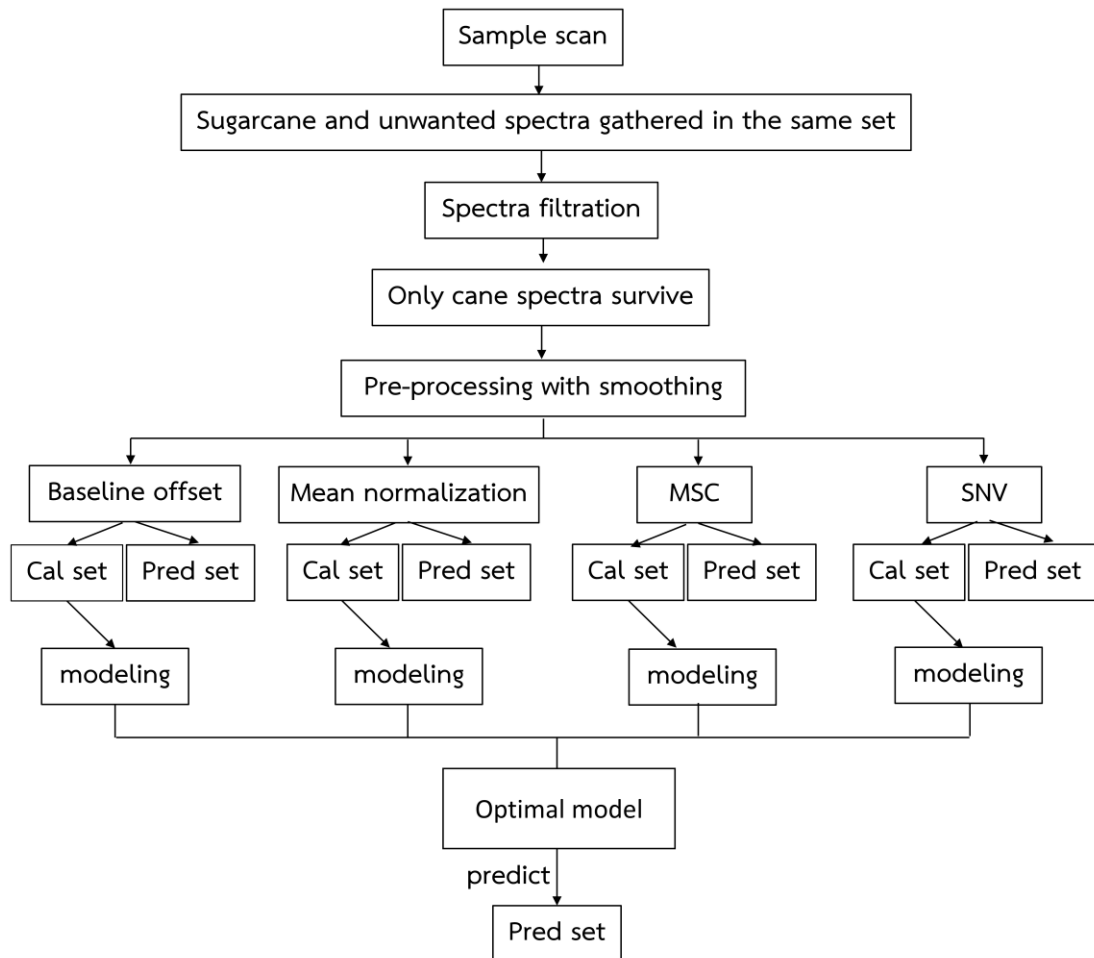 Sample scan
Sugarcane and unwanted spectra gathered in the same set
Spectra filtration
Only cane spectra survive
Pre-processing with smoothing
Baseline offset
Mean normalization
MSC
SNV
Cal set
Pred set
Cal set
Pred set
Cal set
Pred set
Cal set
Pred set
modeling
modeling
modeling
modeling
Optimal model
predict
Pred set